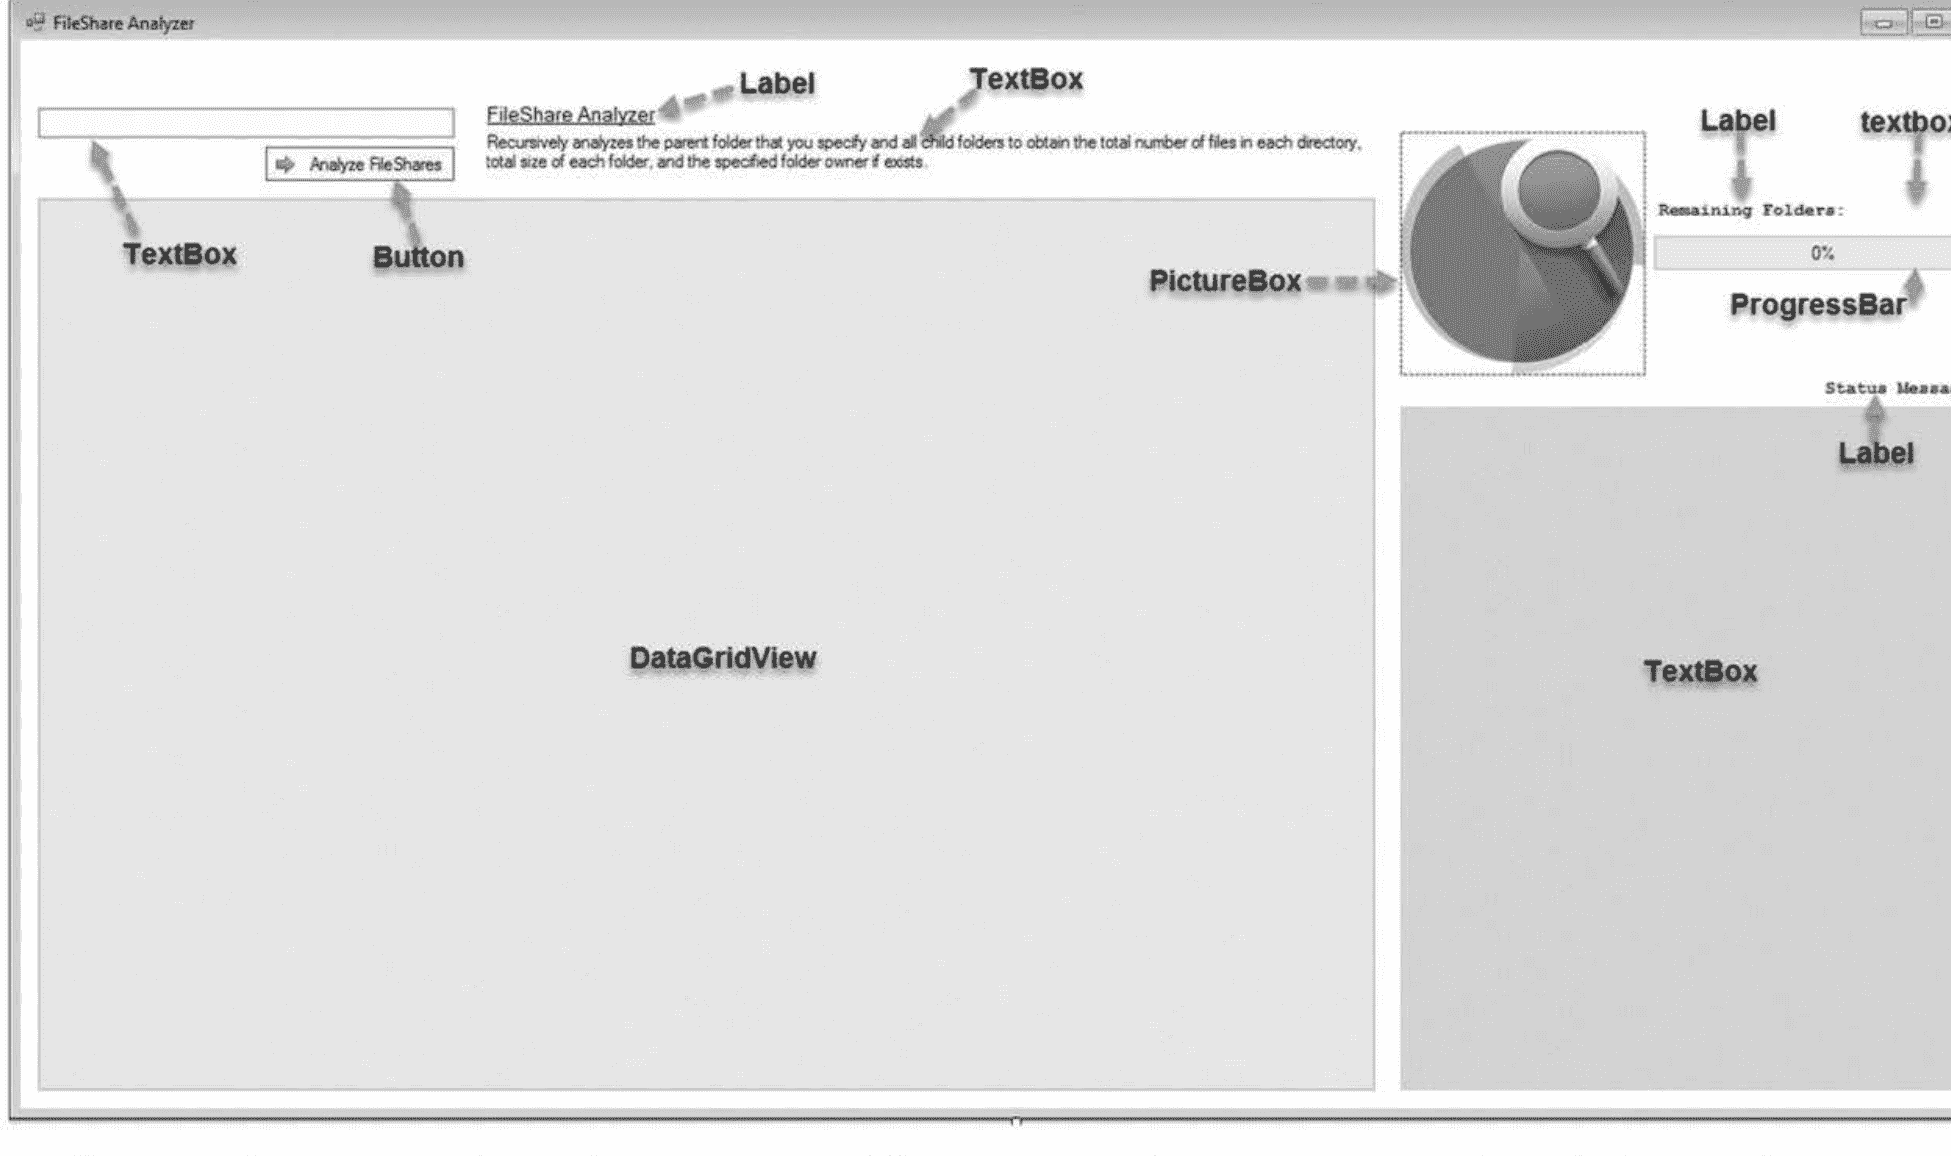 FileShare Analyzer
Label
TextBox
FileShare Analyzer
Recursively analyzes the parent folder that you specify and all child folders to obtain the total number of files in each directory,
total size of each folder, and the specified folder owner if exists.
Analyze FileShares
TextBox
Button
Label
textbox
Remaining Folders:
0%
PictureBox
ProgressBar
Status Messa
Label
DataGridView
TextBox